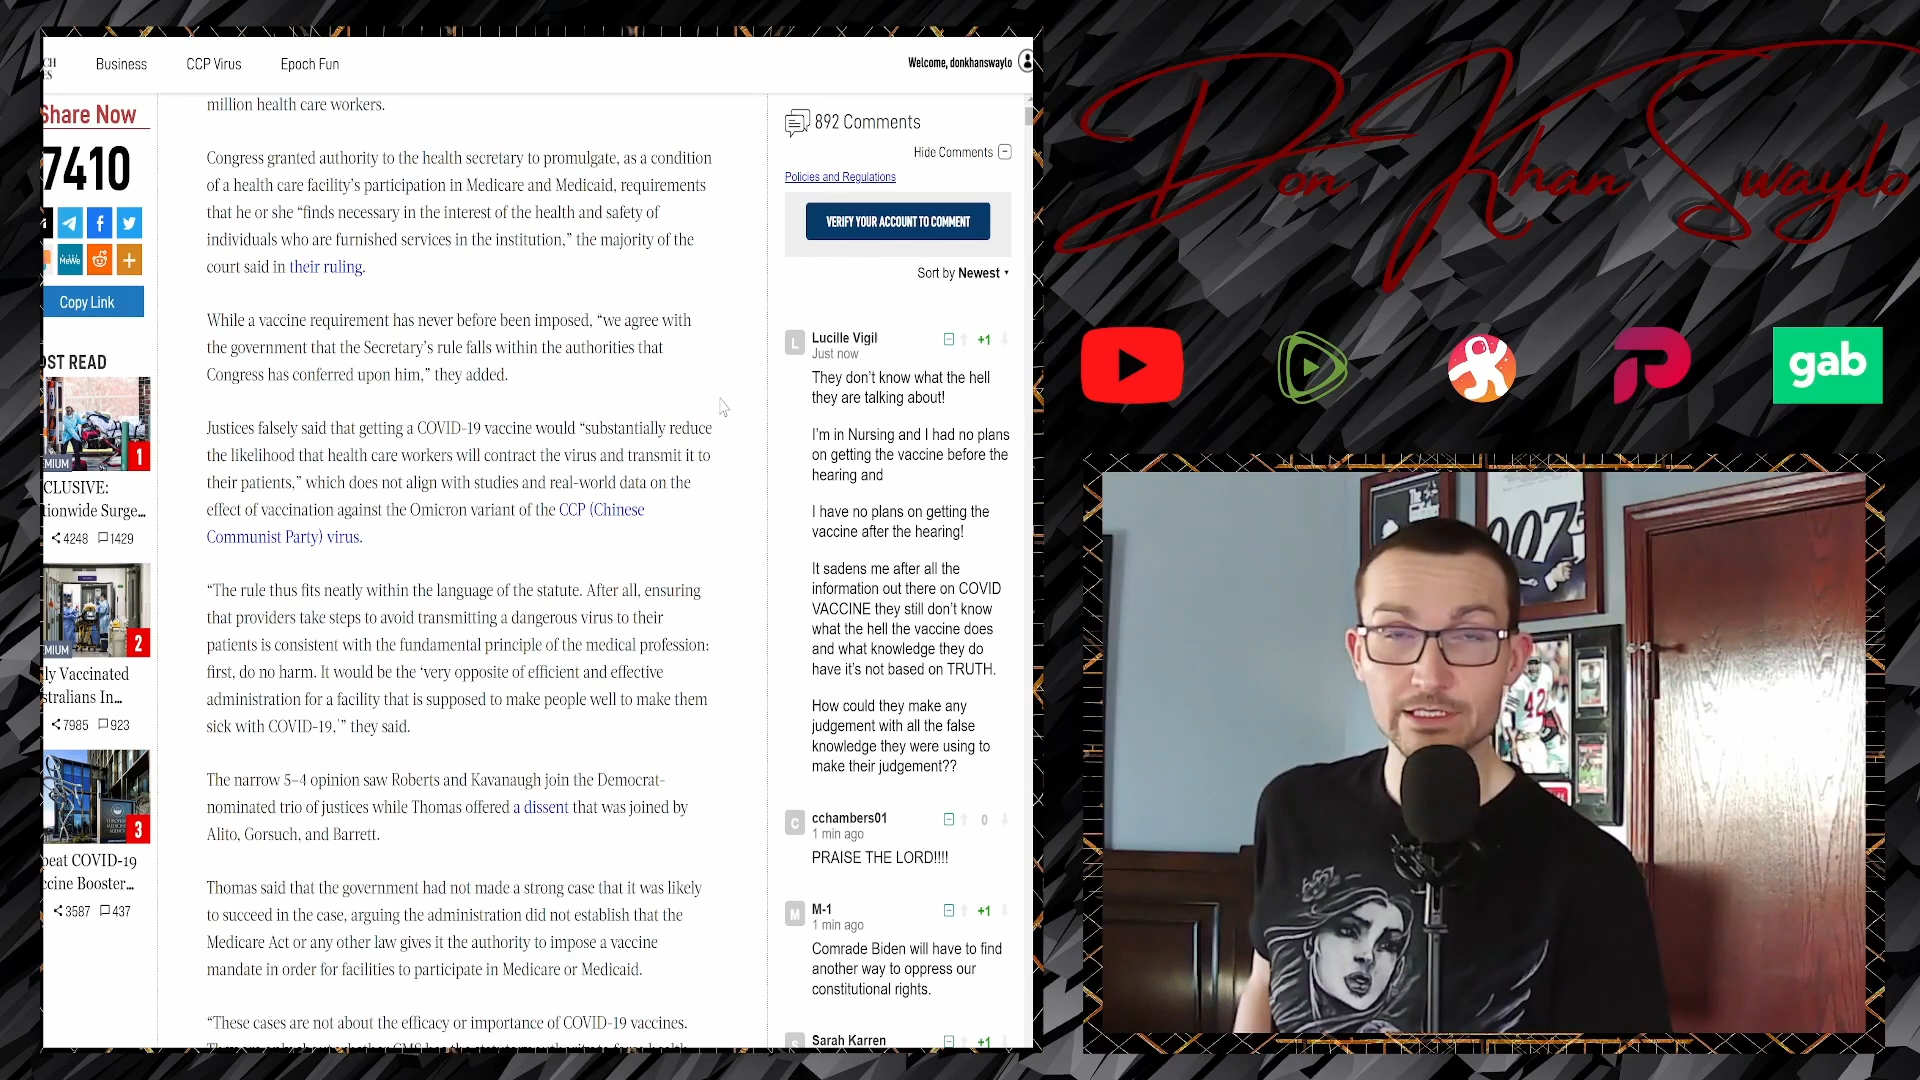 CH
ES
Business
CCP Virus
Epoch Fun
Welcome, donkhanswaylo
Share Now
7410
MeWe
Copy Link
OST READ
MIUM
1
CLUSIVE:
tionwide Surge...
4248
1429
MIUM
2
ly Vaccinated
stralians In...
7985
923
3
peat COVID-19
ccine Booster...
3587
437
million health care workers.
Congress granted authority to the health secretary to promulgate, as a condition
of a health care facility’s participation in Medicare and Medicaid, requirements
that he or she “finds necessary in the interest of the health and safety of
individuals who are furnished services in the institution,” the majority of the
court said in their ruling.
While a vaccine requirement has never before been imposed, “we agree with
the government that the Secretary’s rule falls within the authorities that
Congress has conferred upon him,” they added.
Justices falsely said that getting a COVID-19 vaccine would “substantially reduce
the likelihood that health care workers will contract the virus and transmit it to
their patients,” which does not align with studies and real-world data on the
effect of vaccination against the Omicron variant of the CCP (Chinese
Communist Party) virus.
“The rule thus fits neatly within the language of the statute. After all, ensuring
that providers take steps to avoid transmitting a dangerous virus to their
patients is consistent with the fundamental principle of the medical profession:
first, do no harm. It would be the ‘very opposite of efficient and effective
administration for a facility that is supposed to make people well to make them
sick with COVID-19,’” they said.
The narrow 5–4 opinion saw Roberts and Kavanaugh join the Democrat-
nominated trio of justices while Thomas offered a dissent that was joined by
Alito, Gorsuch, and Barrett.
Thomas said that the government had not made a strong case that it was likely
to succeed in the case, arguing the administration did not establish that the
Medicare Act or any other law gives it the authority to impose a vaccine
mandate in order for facilities to participate in Medicare or Medicaid.
“These cases are not about the efficacy or importance of COVID-19 vaccines.
892 Comments
Hide Comments
Policies and Regulations
VERIFY YOUR ACCOUNT TO COMMENT
Sort by Newest
L
Lucille Vigil
+1
Just now
They don’t know what the hell
they are talking about!
I’m in Nursing and I had no plans
on getting the vaccine before the
hearing and
I have no plans on getting the
vaccine after the hearing!
It sadens me after all the
information out there on COVID
VACCINE they still don’t know
what the hell the vaccine does
and what knowledge they do
have it’s not based on TRUTH.
How could they make any
judgement with all the false
knowledge they were using to
make their judgement??
C
cchambers01
0
1 min ago
PRAISE THE LORD!!!!
M
M-1
+1
1 min ago
Comrade Biden will have to find
another way to oppress our
constitutional rights.
S
Sarah Karren
+1
Don Khan Swaylo
gab
007
42